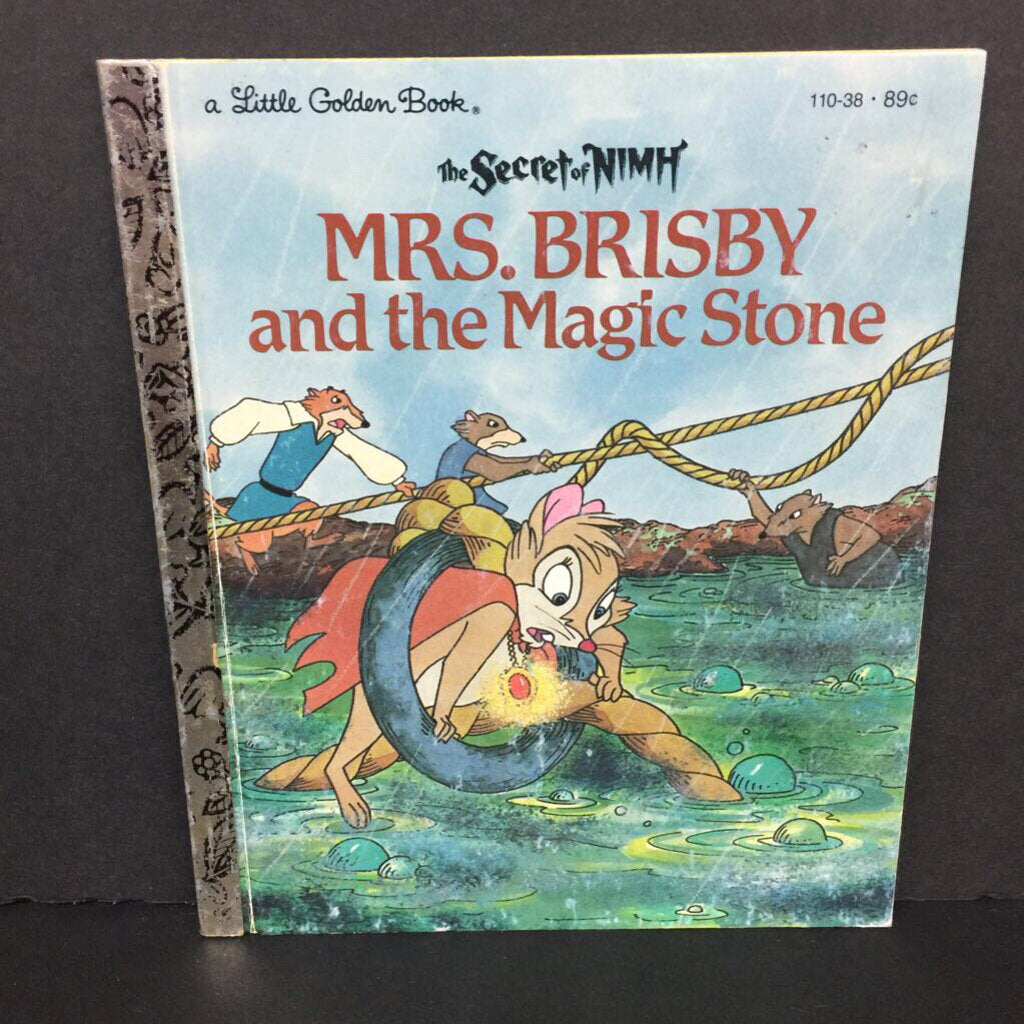 a Little Golden Book®
110-38 · 89¢
The Secret of NIMH
MRS. BRISBY
and the Magic Stone